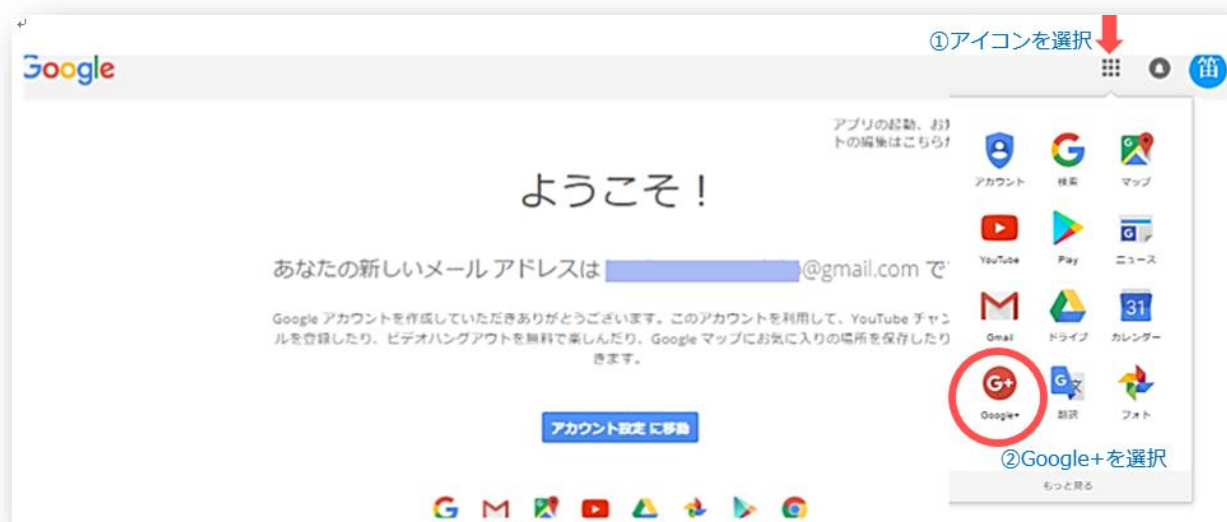 ①アイコンを選択
Google
笛
アプリの起動、お
トの編集はこちら
ようこそ！
あなたの新しいメール アドレスは
@gmail.com で
Google アカウントを作成していただきありがとうございます。このアカウントを利用して、YouTube チャン
ルを登録したり、ビデオハングアウトを無料で楽しんだり、Google マップにお気に入りの場所を保存したり
きます。
アカウント設定 に移動
アカウント 検索 マップ
YouTube Play ニュース
31
Gmail ドライブ カレンダー
G+
Google+ 翻訳 フォト
②Google+を選択
もっと見る